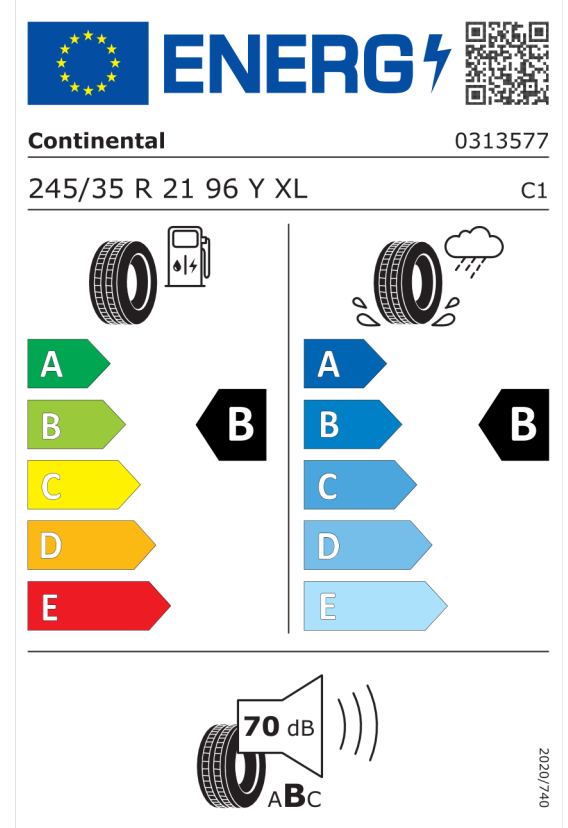 ENERG
Continental 0313577
245/35 R 21 96 Y XL C1
A A
B B B B
C C
D D
E E
70 dB
ABC
2020/740